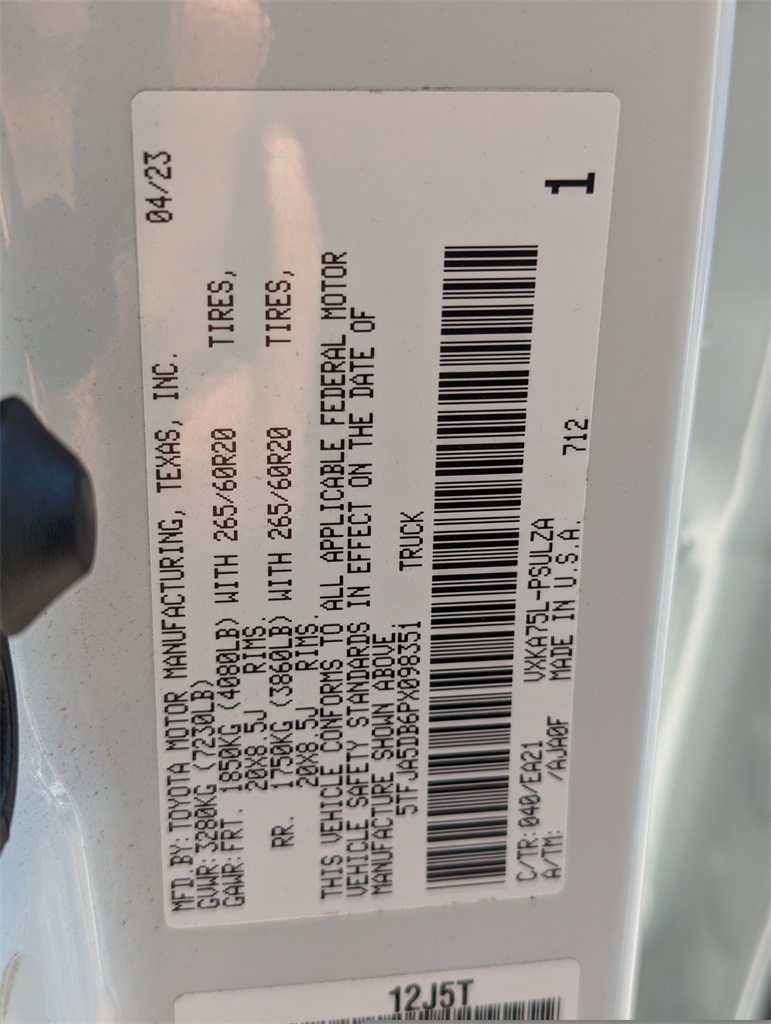 04/23
MFD.BY:TOYOTA MOTOR MANUFACTURING, TEXAS, INC.
GVWR:3280KG (7230LB)
GAWR:FRT. 1850KG (4080LB) WITH 265/60R20 TIRES,
20X8.5J RIMS.
RR. 1750KG (3860LB) WITH 265/60R20 TIRES,
20X8.5J RIMS.
THIS VEHICLE CONFORMS TO ALL APPLICABLE FEDERAL MOTOR
VEHICLE SAFETY STANDARDS IN EFFECT ON THE DATE OF
MANUFACTURE SHOWN ABOVE.
5TFJA5DB6PX098351 TRUCK
C/TR:040/EA21 VXKA75L-PSULZA 712
A/TM: /AJA0F MADE IN U.S.A.
1
12J5T